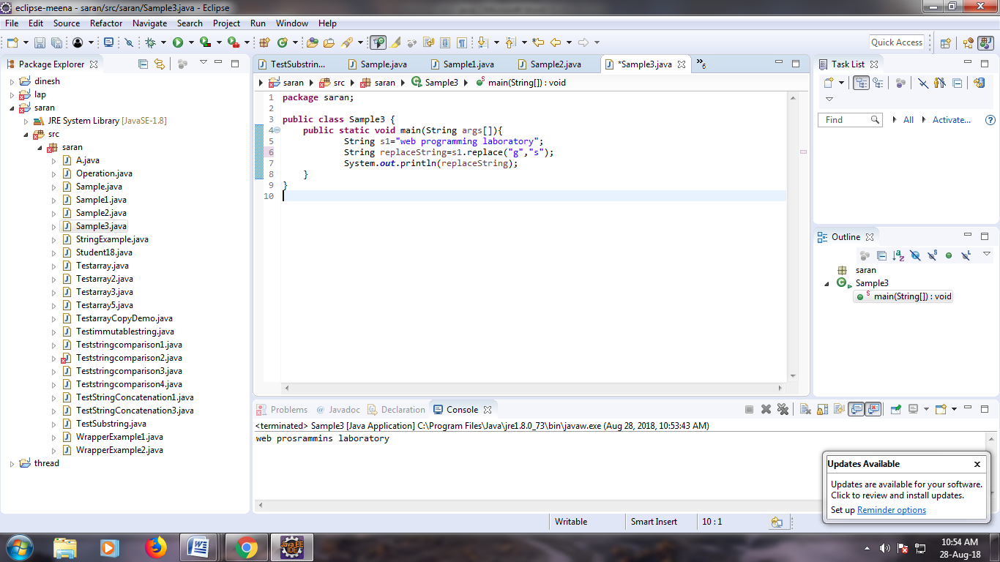 eclipse-meena - saran/src/saran/Sample3.java - Eclipse
File Edit Source Refactor Navigate Search Project Run Window Help
Quick Access
Package Explorer
dinesh
lap
saran
JRE System Library [JavaSE-1.8]
src
saran
A.java
Operation.java
Sample.java
Sample1.java
Sample2.java
Sample3.java
StringExample.java
Student18.java
Testarray.java
Testarray2.java
Testarray3.java
Testarray5.java
TestarrayCopyDemo.java
Testimmutablestring.java
Teststringcomparison1.java
Teststringcomparison2.java
Teststringcomparison3.java
Teststringcomparison4.java
TestStringConcatenation1.java
TestStringConcatenation3.java
TestSubstring.java
WrapperExample1.java
WrapperExample2.java
thread
TestSubstrin... Sample.java Sample1.java Sample2.java *Sample3.java »6
saran src saran Sample3 main(String[]) : void
1 package saran;
2
3 public class Sample3 {
4 public static void main(String args[]){
5 String s1="web programming laboratory";
6 String replaceString=s1.replace("g","s");
7 System.out.println(replaceString);
8 }
9 }
10
Task List
Find All Activate...
Outline
saran
Sample3
main(String[]) : void
Problems Javadoc Declaration Console
<terminated> Sample3 [Java Application] C:\Program Files\Java\jre1.8.0_73\bin\javaw.exe (Aug 28, 2018, 10:53:43 AM)
web prosrammins laboratory
Updates Available
Updates are available for your software.
Click to review and install updates.
Set up Reminder options
Writable Smart Insert 10 : 1
Java EE
IDE
10:54 AM
28-Aug-18